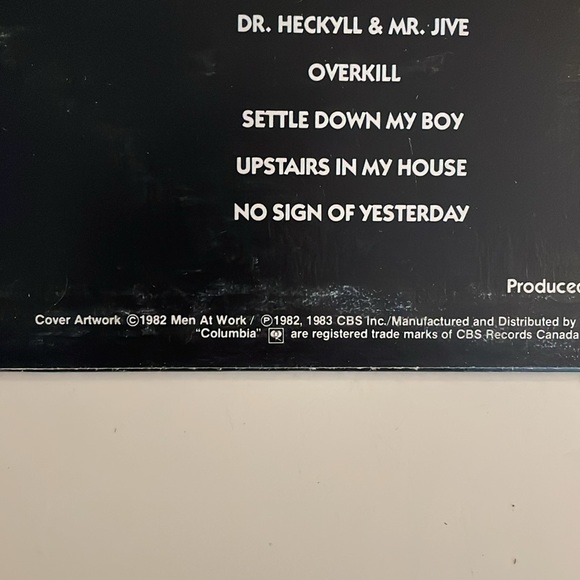 DR. HECKYLL & MR. JIVE
OVERKILL
SETTLE DOWN MY BOY
UPSTAIRS IN MY HOUSE
NO SIGN OF YESTERDAY
Produced
Cover Artwork ©1982 Men At Work / ℗1982, 1983 CBS Inc./Manufactured and Distributed by
"Columbia" are registered trade marks of CBS Records Canada